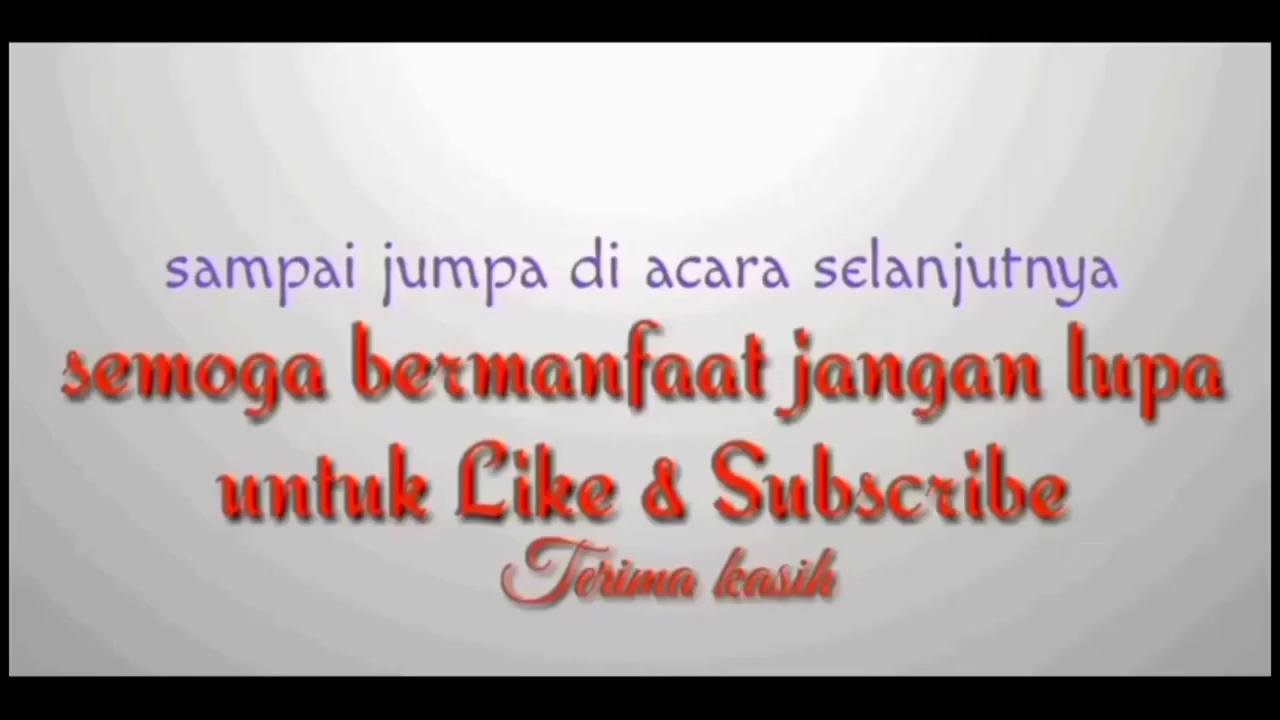 sampai jumpa di acara selanjutnya
semoga bermanfaat jangan lupa
untuk Like & Subscribe
Terima kasih